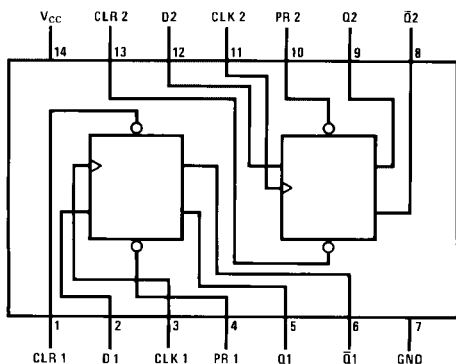 V_CC CLR 2 D2 CLK 2 PR 2 Q2 Q̅2
14 13 12 11 10 9 8
1 2 3 4 5 6 7
CLR 1 D1 CLK 1 PR 1 Q1 Q̅1 GND